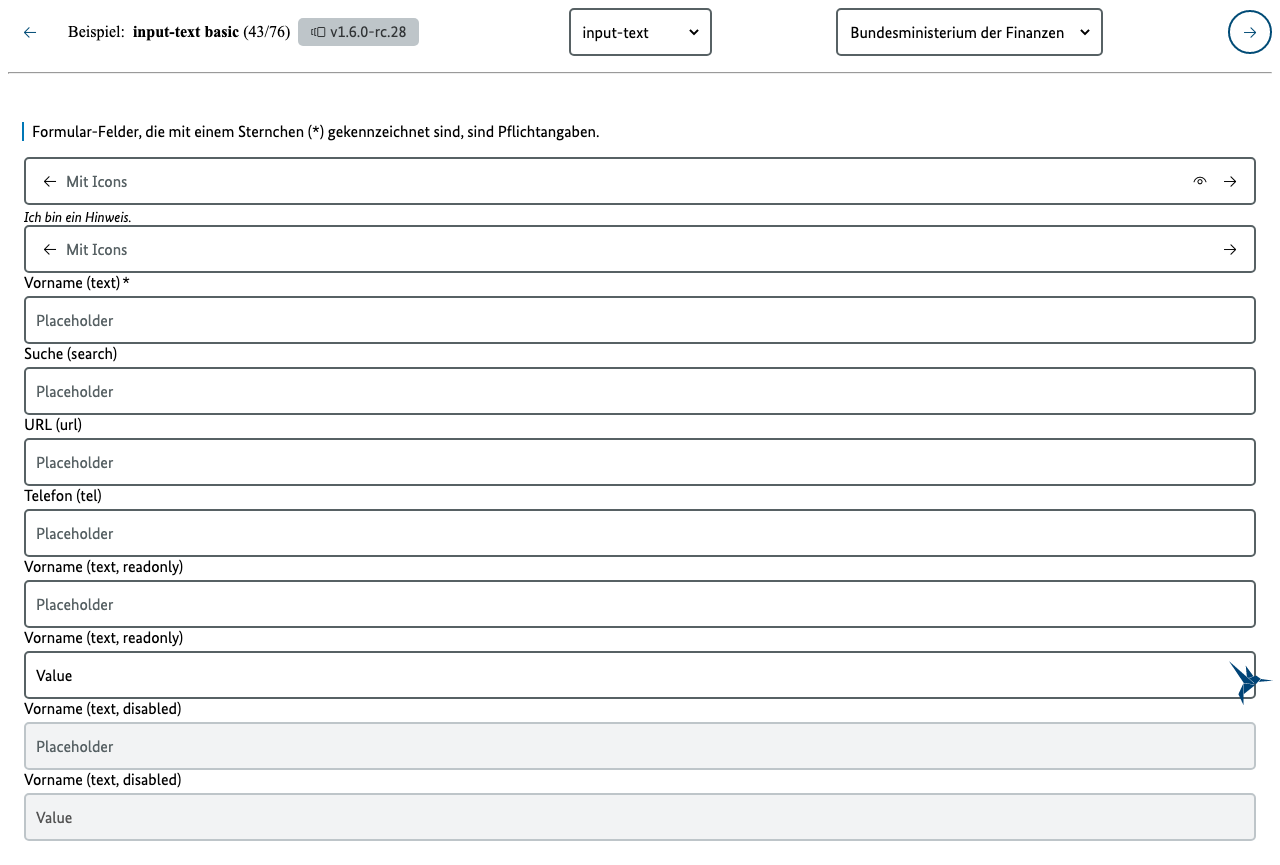 Beispiel: input-text basic (43/76) v1.6.0-rc.28 input-text Bundesministerium der Finanzen
Formular-Felder, die mit einem Sternchen (*) gekennzeichnet sind, sind Pflichtangaben.
Mit Icons
Ich bin ein Hinweis.
Mit Icons
Vorname (text) *
Placeholder
Suche (search)
Placeholder
URL (url)
Placeholder
Telefon (tel)
Placeholder
Vorname (text, readonly)
Placeholder
Vorname (text, readonly)
Value
Vorname (text, disabled)
Placeholder
Vorname (text, disabled)
Value